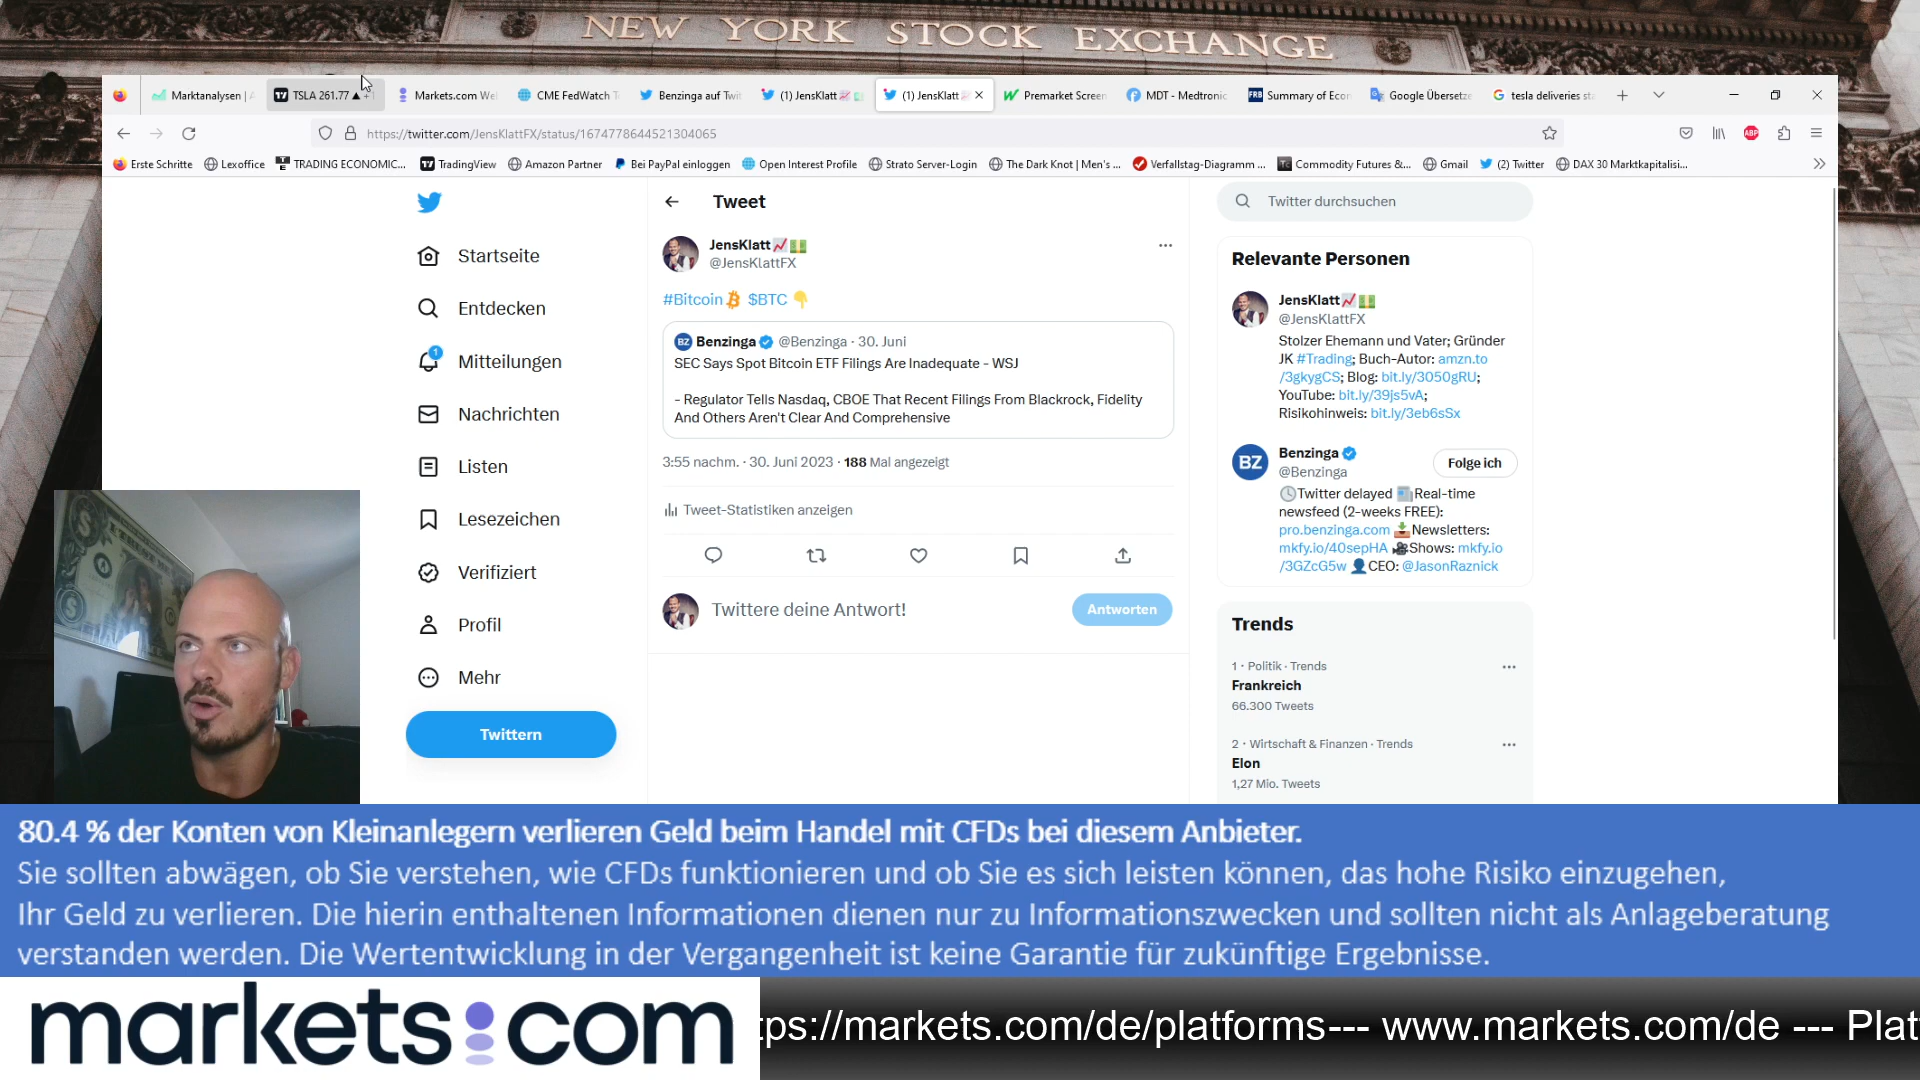 NEW YORK STOCK EXCHANGE
Marktanalysen |
TSLA 261.77
Markets.com We
CME FedWatch T
Benzinga auf Twit
(1) JensKlatt
(1) JensKlatt
Premarket Screen
MDT - Medtronic
Summary of Econ
Google Übersetze
tesla deliveries sta
https://twitter.com/JensKlattFX/status/1674778644521304065
Erste Schritte
Lexoffice
TRADING ECONOMIC...
TradingView
Amazon Partner
Bei PayPal einloggen
Open Interest Profile
Strato Server-Login
The Dark Knot | Men's ...
Verfallstag-Diagramm ...
Commodity Futures &...
Gmail
(2) Twitter
DAX 30 Marktkapitalisi...
Startseite
Entdecken
1
Mitteilungen
Nachrichten
Listen
Lesezeichen
Verifiziert
Profil
Mehr
Twittern
Tweet
JensKlatt
@JensKlattFX
#Bitcoin $BTC
BZ Benzinga @Benzinga · 30. Juni
SEC Says Spot Bitcoin ETF Filings Are Inadequate - WSJ
- Regulator Tells Nasdaq, CBOE That Recent Filings From Blackrock, Fidelity
And Others Aren't Clear And Comprehensive
3:55 nachm. · 30. Juni 2023 · 188 Mal angezeigt
Tweet-Statistiken anzeigen
Twittere deine Antwort!
Antworten
Twitter durchsuchen
Relevante Personen
JensKlatt
@JensKlattFX
Stolzer Ehemann und Vater; Gründer
JK #Trading; Buch-Autor: amzn.to
/3gkygCS; Blog: bit.ly/3050gRU;
YouTube: bit.ly/39js5vA;
Risikohinweis: bit.ly/3eb6sSx
BZ
Benzinga
@Benzinga
Folge ich
Twitter delayed Real-time
newsfeed (2-weeks FREE):
pro.benzinga.com Newsletters:
mkfy.io/40sepHA Shows: mkfy.io
/3GZcG5w CEO: @JasonRaznick
Trends
1 · Politik · Trends
Frankreich
66.300 Tweets
2 · Wirtschaft & Finanzen · Trends
Elon
1,27 Mio. Tweets
80.4 % der Konten von Kleinanlegern verlieren Geld beim Handel mit CFDs bei diesem Anbieter.
Sie sollten abwägen, ob Sie verstehen, wie CFDs funktionieren und ob Sie es sich leisten können, das hohe Risiko einzugehen,
Ihr Geld zu verlieren. Die hierin enthaltenen Informationen dienen nur zu Informationszwecken und sollten nicht als Anlageberatung
verstanden werden. Die Wertentwicklung in der Vergangenheit ist keine Garantie für zukünftige Ergebnisse.
markets.com
tps://markets.com/de/platforms--- www.markets.com/de --- Plat